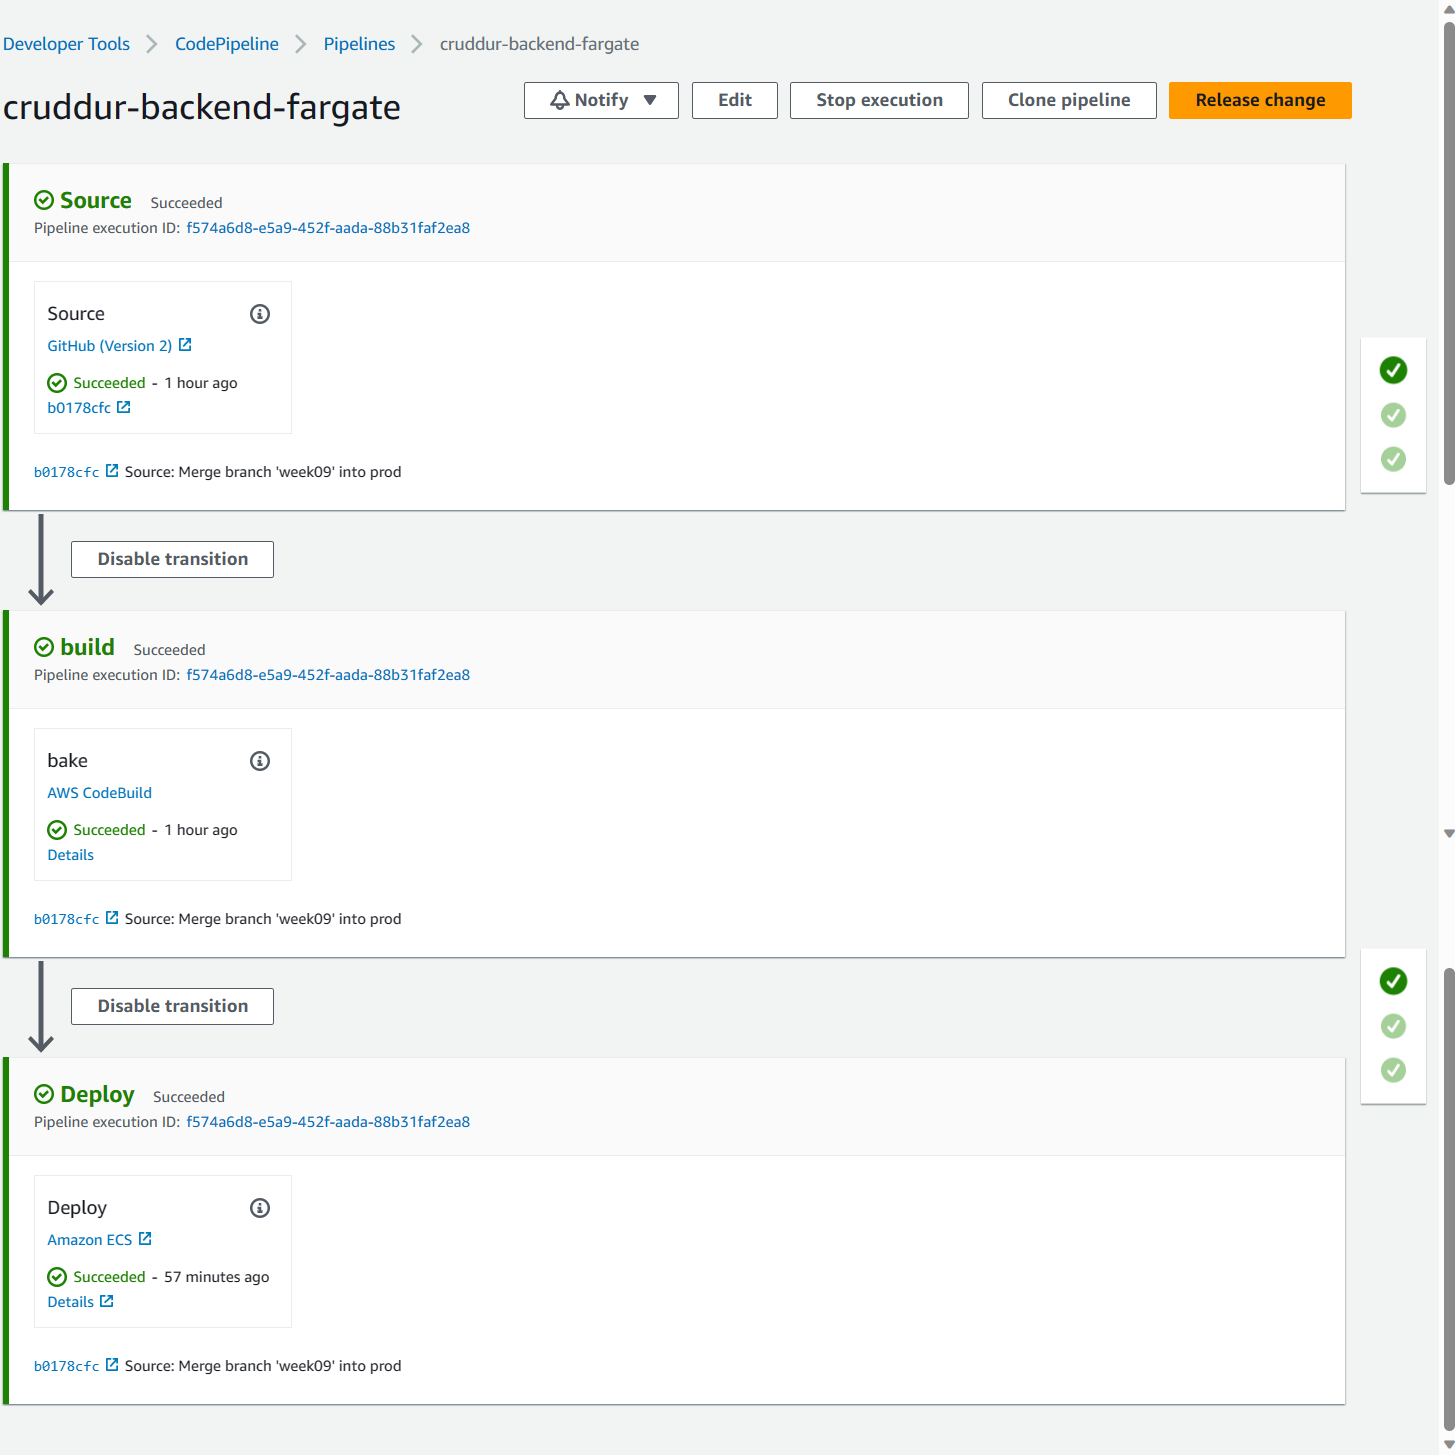 Developer Tools CodePipeline Pipelines cruddur-backend-fargate
cruddur-backend-fargate
Notify Edit Stop execution Clone pipeline Release change
Source Succeeded
Pipeline execution ID: f574a6d8-e5a9-452f-aada-88b31faf2ea8
Source
GitHub (Version 2)
Succeeded - 1 hour ago
b0178cfc
b0178cfc Source: Merge branch 'week09' into prod
Disable transition
build Succeeded
Pipeline execution ID: f574a6d8-e5a9-452f-aada-88b31faf2ea8
bake
AWS CodeBuild
Succeeded - 1 hour ago
Details
b0178cfc Source: Merge branch 'week09' into prod
Disable transition
Deploy Succeeded
Pipeline execution ID: f574a6d8-e5a9-452f-aada-88b31faf2ea8
Deploy
Amazon ECS
Succeeded - 57 minutes ago
Details
b0178cfc Source: Merge branch 'week09' into prod